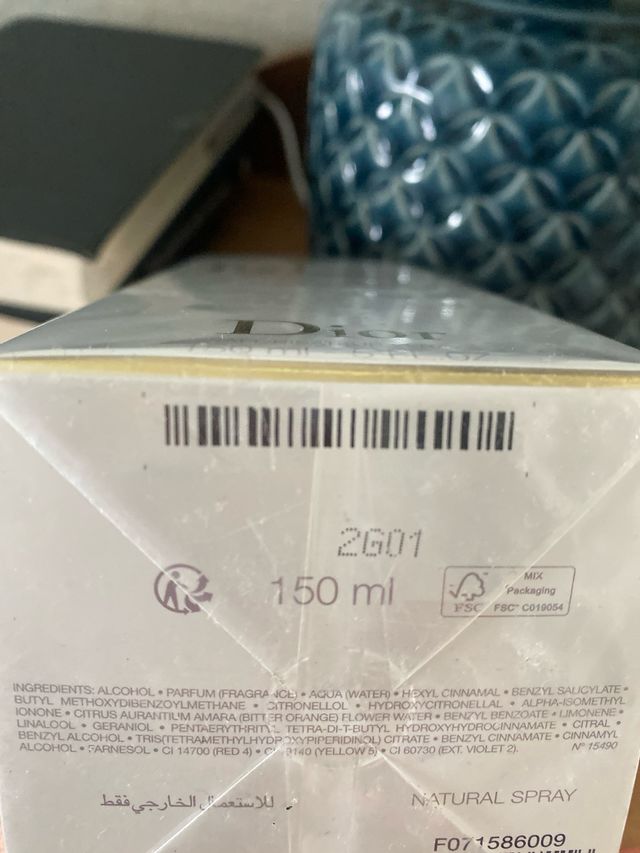 Dior
2G01
150 ml
FSC
MIX
Packaging
FSC® C019054
INGREDIENTS: ALCOHOL • PARFUM (FRAGRANCE) • AQUA (WATER) • HEXYL CINNAMAL • BENZYL SALICYLATE •
BUTYL METHOXYDIBENZOYLMETHANE • CITRONELLOL • HYDROXYCITRONELLAL • ALPHA-ISOMETHYL
IONONE • CITRUS AURANTIUM AMARA (BITTER ORANGE) FLOWER WATER • BENZYL BENZOATE • LIMONENE •
LINALOOL • GERANIOL • PENTAERYTHRITYL TETRA-DI-T-BUTYL HYDROXYHYDROCINNAMATE • CITRAL •
BENZYL ALCOHOL • TRIS(TETRAMETHYLHYDROXYPIPERIDINOL) CITRATE • BENZYL CINNAMATE • CINNAMYL
ALCOHOL • FARNESOL • CI 14700 (RED 4) • CI 19140 (YELLOW 5) • CI 60730 (EXT. VIOLET 2). N° 15490
للاستعمال الخارجي فقط
NATURAL SPRAY
F071586009